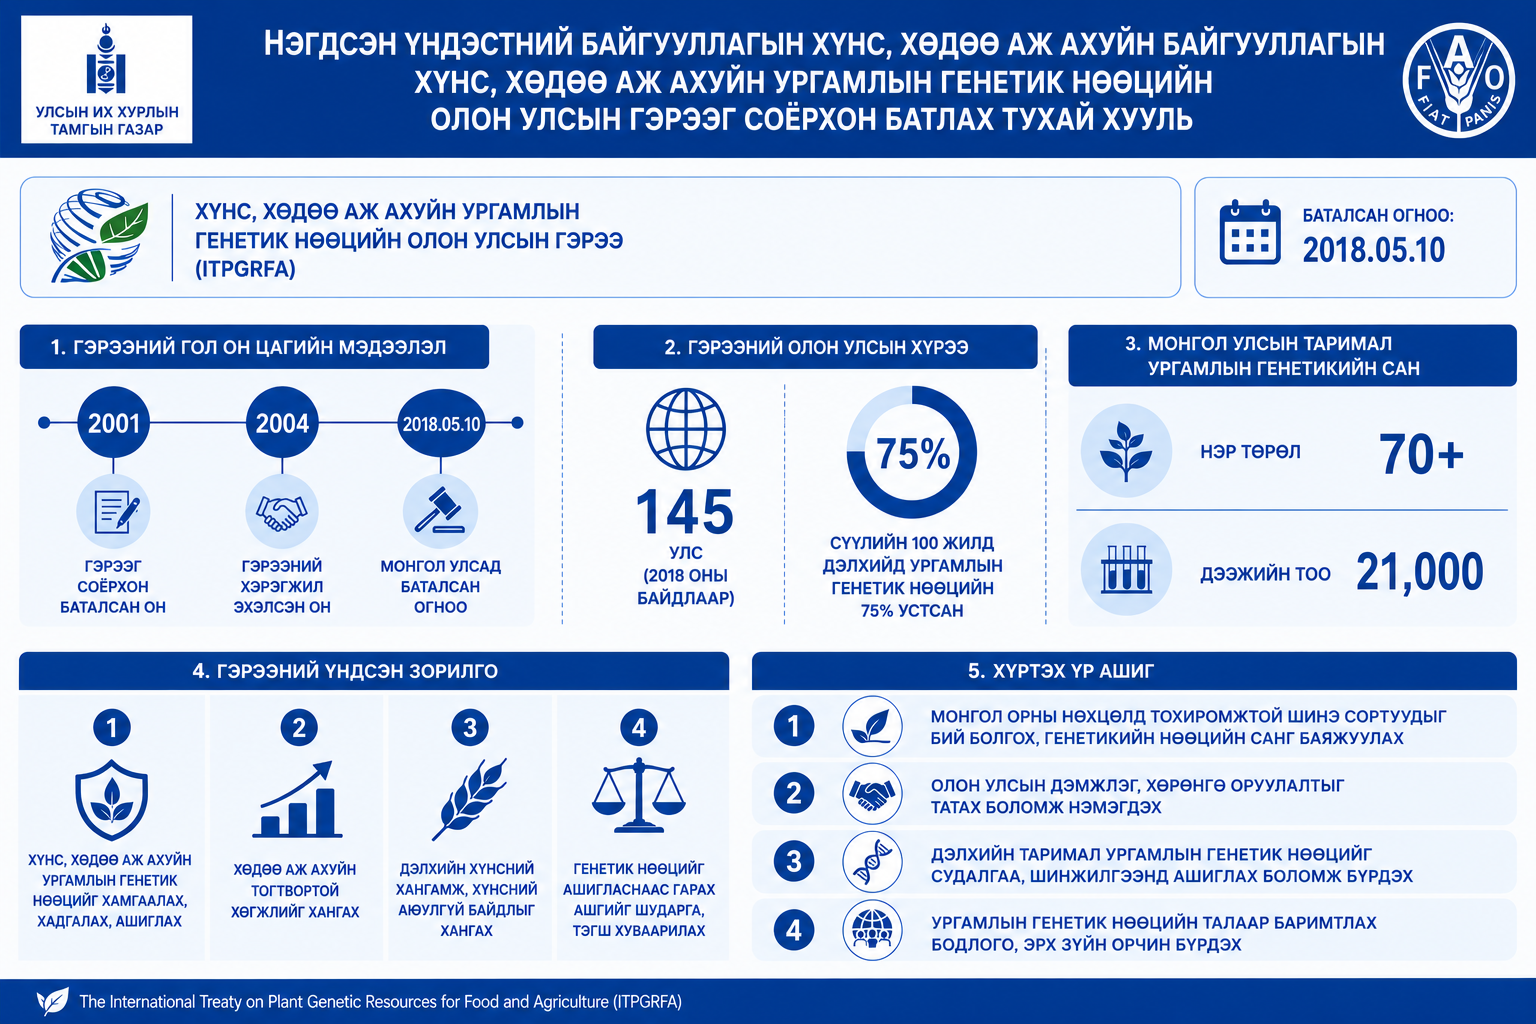 УЛСЫН ИХ ХУРЛЫН
ТАМГЫН ГАЗАР
НЭГДСЭН ҮНДЭСТНИЙ БАЙГУУЛЛАГЫН ХҮНС, ХӨДӨӨ АЖ АХУЙН БАЙГУУЛЛАГЫН
ХҮНС, ХӨДӨӨ АЖ АХУЙН УРГАМЛЫН ГЕНЕТИК НӨӨЦИЙН
ОЛОН УЛСЫН ГЭРЭЭГ СОЁРХОН БАТЛАХ ТУХАЙ ХУУЛЬ
F A O
FIAT PANIS
ХҮНС, ХӨДӨӨ АЖ АХУЙН УРГАМЛЫН
ГЕНЕТИК НӨӨЦИЙН ОЛОН УЛСЫН ГЭРЭЭ
(ITPGRFA)
БАТАЛСАН ОГНОО:
2018.05.10
1. ГЭРЭЭНИЙ ГОЛ ОН ЦАГИЙН МЭДЭЭЛЭЛ
2001
2004
2018.05.10
ГЭРЭЭГ
СОЁРХОН
БАТАЛСАН ОН
ГЭРЭЭНИЙ
ХЭРЭГЖИЛ
ЭХЭЛСЭН ОН
МОНГОЛ УЛСАД
БАТАЛСАН
ОГНОО
2. ГЭРЭЭНИЙ ОЛОН УЛСЫН ХҮРЭЭ
145
УЛС
(2018 ОНЫ
БАЙДЛААР)
75%
СҮҮЛИЙН 100 ЖИЛД
ДЭЛХИЙД УРГАМЛЫН
ГЕНЕТИК НӨӨЦИЙН
75% УСТСАН
3. МОНГОЛ УЛСЫН ТАРИМАЛ
УРГАМЛЫН ГЕНЕТИКИЙН САН
НЭР ТӨРӨЛ
70+
ДЭЭЖИЙН ТОО
21,000
4. ГЭРЭЭНИЙ ҮНДСЭН ЗОРИЛГО
1
ХҮНС, ХӨДӨӨ АЖ АХУЙН
УРГАМЛЫН ГЕНЕТИК
НӨӨЦИЙГ ХАМГААЛАХ,
ХАДГАЛАХ, АШИГЛАХ
2
ХӨДӨӨ АЖ АХУЙН
ТОГТВОРТОЙ
ХӨГЖЛИЙГ ХАНГАХ
3
ДЭЛХИЙН ХҮНСНИЙ
ХАНГАМЖ, ХҮНСНИЙ
АЮУЛГҮЙ БАЙДЛЫГ
ХАНГАХ
4
ГЕНЕТИК НӨӨЦИЙГ
АШИГЛАСНААС ГАРАХ
АШГИЙГ ШУДАРГА,
ТЭГШ ХУВААРИЛАХ
5. ХҮРТЭХ ҮР АШИГ
1
МОНГОЛ ОРНЫ НӨХЦӨЛД ТОХИРОМЖТОЙ ШИНЭ СОРТУУДЫГ
БИЙ БОЛГОХ, ГЕНЕТИКИЙН НӨӨЦИЙН САНГ БАЯЖУУЛАХ
2
ОЛОН УЛСЫН ДЭМЖЛЭГ, ХӨРӨНГӨ ОРУУЛАЛТЫГ
ТАТАХ БОЛОМЖ НЭМЭГДЭХ
3
ДЭЛХИЙН ТАРИМАЛ УРГАМЛЫН ГЕНЕТИК НӨӨЦИЙГ
СУДАЛГАА, ШИНЖИЛГЭЭНД АШИГЛАХ БОЛОМЖ БҮРДЭХ
4
УРГАМЛЫН ГЕНЕТИК НӨӨЦИЙН ТАЛААР БАРИМТЛАХ
БОДЛОГО, ЭРХ ЗҮЙН ОРЧИН БҮРДЭХ
The International Treaty on Plant Genetic Resources for Food and Agriculture (ITPGRFA)